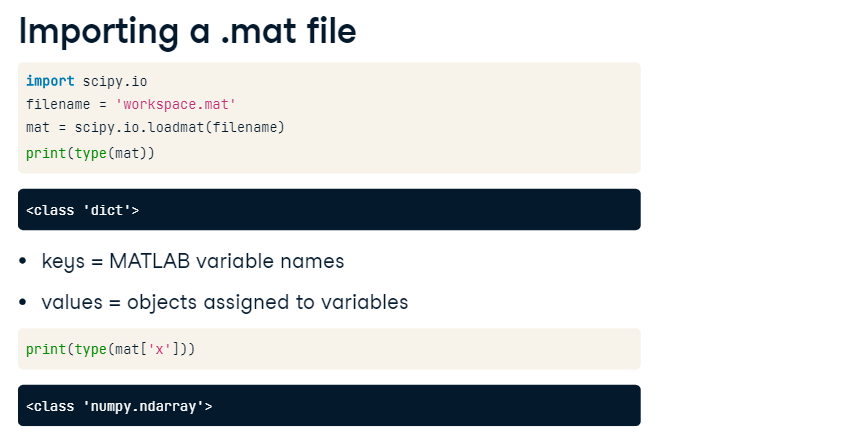 Importing a .mat file
import scipy.io
filename = 'workspace.mat'
mat = scipy.io.loadmat(filename)
print(type(mat))
<class 'dict'>
• keys = MATLAB variable names
• values = objects assigned to variables
print(type(mat['x']))
<class 'numpy.ndarray'>